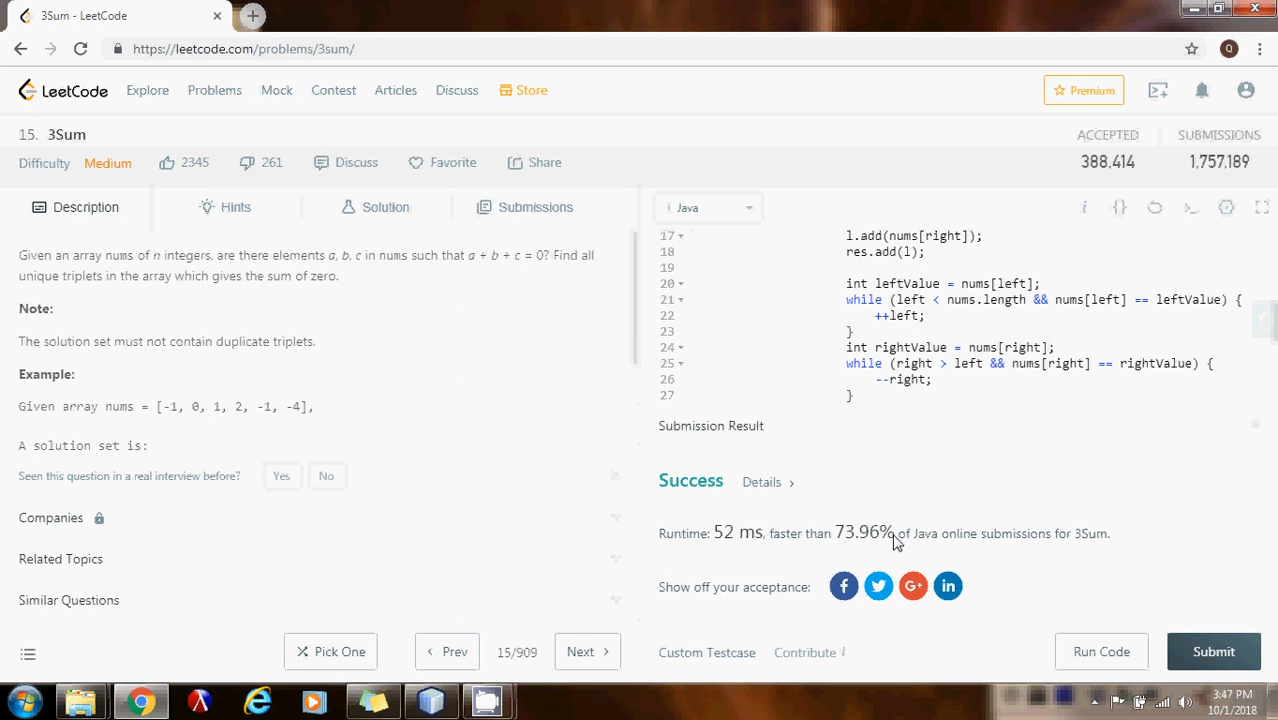 3Sum - LeetCode
https://leetcode.com/problems/3sum/
LeetCode Explore Problems Mock Contest Articles Discuss Store Premium
15. 3Sum
ACCEPTED SUBMISSIONS
Difficulty Medium 2345 261 Discuss Favorite Share
388,414 1,757,189
Description Hints Solution Submissions
Given an array nums of n integers, are there elements a, b, c in nums such that a + b + c = 0? Find all
unique triplets in the array which gives the sum of zero.
Note:
The solution set must not contain duplicate triplets.
Example:
Given array nums = [-1, 0, 1, 2, -1, -4],
A solution set is:
Seen this question in a real interview before? Yes No
Companies
Related Topics
Similar Questions
Pick One Prev 15/909 Next
Java
17 l.add(nums[right]);
18 res.add(l);
19
20 int leftValue = nums[left];
21 while (left < nums.length && nums[left] == leftValue) {
22 ++left;
23 }
24 int rightValue = nums[right];
25 while (right > left && nums[right] == rightValue) {
26 --right;
27 }
Submission Result
Success Details
Runtime: 52 ms, faster than 73.96% of Java online submissions for 3Sum.
Show off your acceptance:
Custom Testcase Contribute i Run Code Submit
3:47 PM
10/1/2018